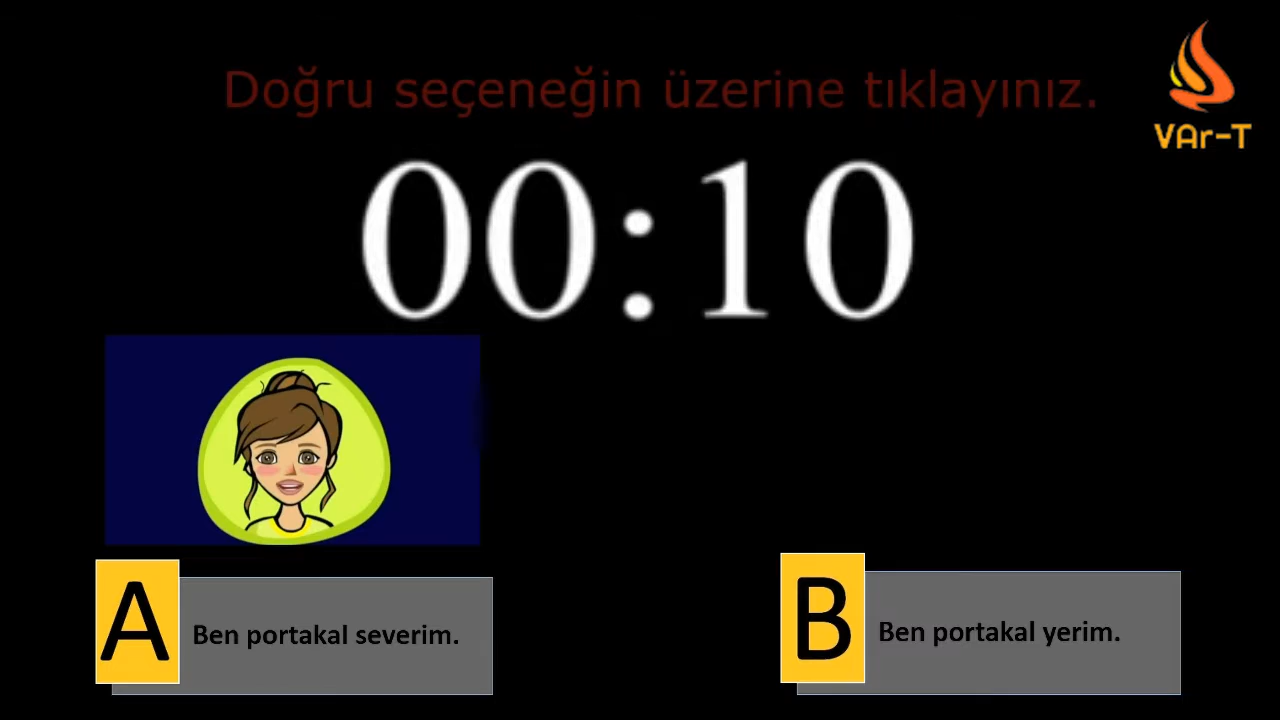 Doğru seçeneğin üzerine tıklayınız.
VAr-T
00:10
A
Ben portakal severim.
B
Ben portakal yerim.